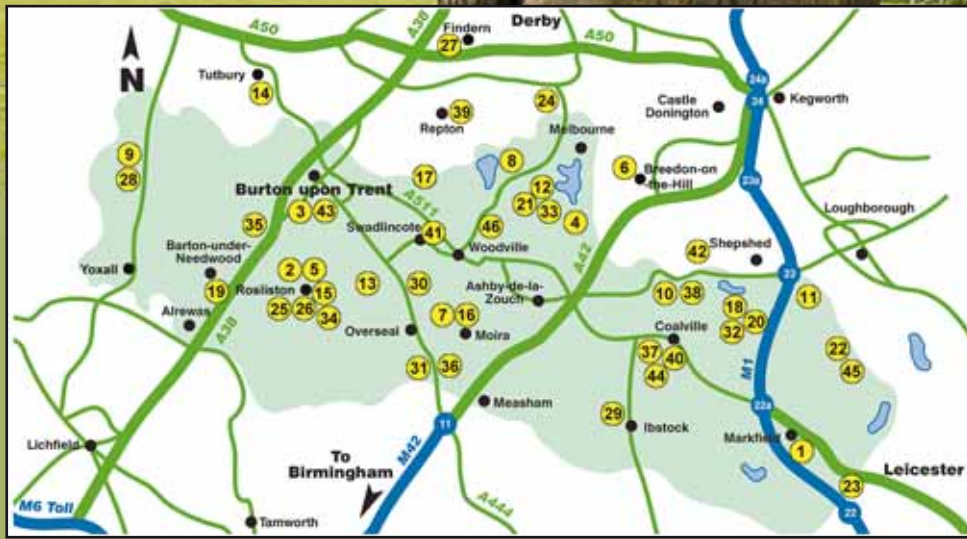 Derby
A50
A38
Findern
27
A50
N
Tutbury
14
24a
24
Kegworth
Castle
Donington
24
39
Repton
Melbourne
9
28
8
6
Breedon-on
the-Hill
23a
17
Burton upon Trent
A511
3
43
12
21
33
4
Loughborough
35
Swadlincote
41
46
Woodville
A42
42
Shepshed
Barton-under-
Needwood
Yoxall
19
2
5
Rosliston
15
25
26
34
13
30
Ashby-de-la-
Zouch
23
10
38
18
11
32
20
Alrewas
A38
7
16
Moira
Overseal
Coalville
37
40
44
M1
22
45
31
36
Measham
29
Ibstock
22a
11
Markfield
1
Lichfield
M42
To
Birmingham
Leicester
23
22
M6 Toll
Tamworth
A444